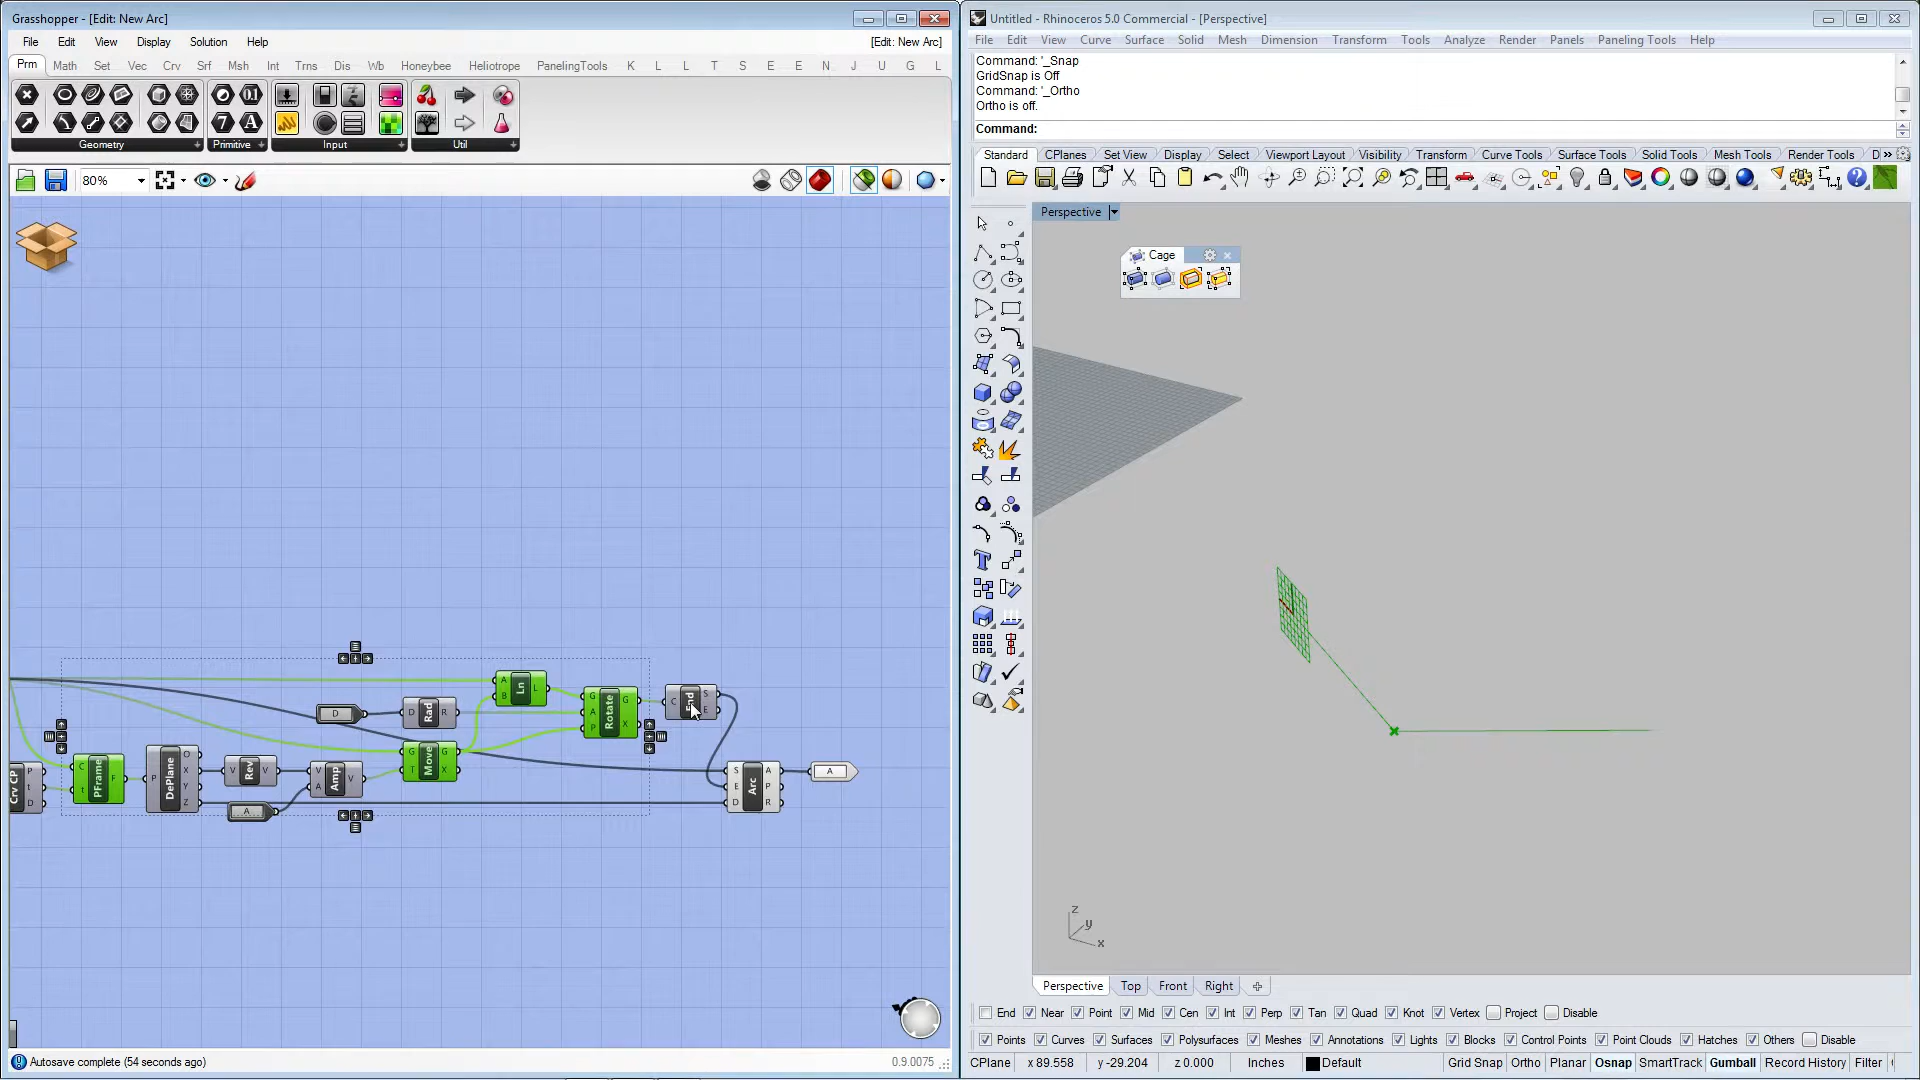 Grasshopper - [Edit: New Arc]
File Edit View Display Solution Help [Edit: New Arc]
Prm Math Set Vec Crv Srf Msh Int Trns Dis Wb Honeybee Heliotrope PanelingTools K L L T S E E N J U G L
Geometry Primitive Input Util
80%
D Rad Ln Rotate End
A B L
D R G A P G X C S E
Crv CP PFrame DePlane Rev Amp Move Arc A
P t D C t F P O X Y Z V V V A V G T G X S E D A P R
A
Autosave complete (54 seconds ago) 0.9.0075
Untitled - Rhinoceros 5.0 Commercial - [Perspective]
File Edit View Curve Surface Solid Mesh Dimension Transform Tools Analyze Render Panels Paneling Tools Help
Command: '_Snap
GridSnap is Off
Command: '_Ortho
Ortho is off.
Command:
Standard CPlanes Set View Display Select Viewport Layout Visibility Transform Curve Tools Surface Tools Solid Tools Mesh Tools Render Tools D »
Perspective
Cage
z
y
x
Perspective Top Front Right
End Near Point Mid Cen Int Perp Tan Quad Knot Vertex Project Disable
Points Curves Surfaces Polysurfaces Meshes Annotations Lights Blocks Control Points Point Clouds Hatches Others Disable
CPlane x 89.558 y -29.204 z 0.000 Inches Default Grid Snap Ortho Planar Osnap SmartTrack Gumball Record History Filter